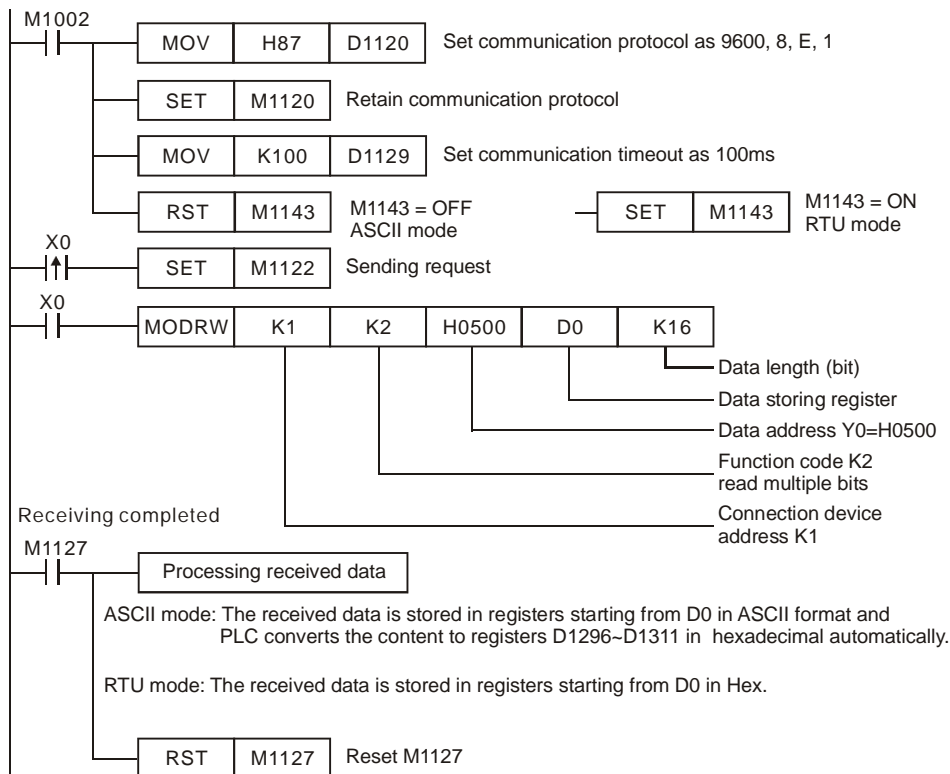 M1002
MOV H87 D1120 Set communication protocol as 9600, 8, E, 1
SET M1120 Retain communication protocol
MOV K100 D1129 Set communication timeout as 100ms
RST M1143 M1143 = OFF
ASCII mode
SET M1143 M1143 = ON
RTU mode
X0
SET M1122 Sending request
X0
MODRW K1 K2 H0500 D0 K16
Data length (bit)
Data storing register
Data address Y0=H0500
Function code K2
read multiple bits
Connection device
address K1
Receiving completed
M1127
Processing received data
ASCII mode: The received data is stored in registers starting from D0 in ASCII format and
PLC converts the content to registers D1296~D1311 in hexadecimal automatically.
RTU mode: The received data is stored in registers starting from D0 in Hex.
RST M1127 Reset M1127